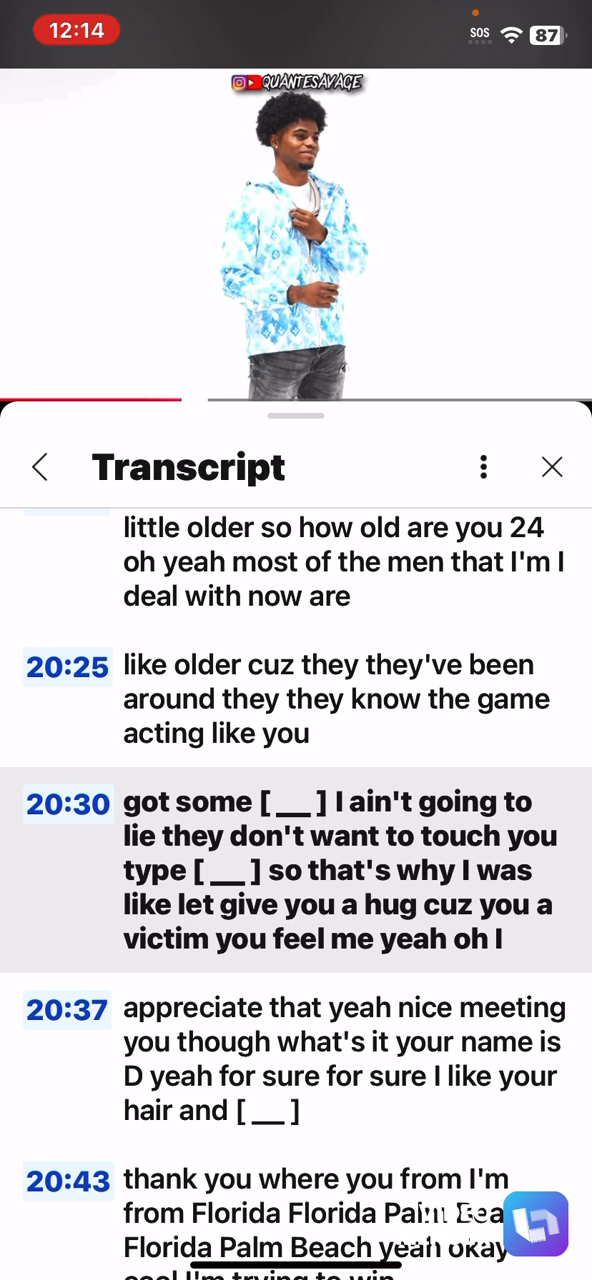 12:14
SOS
87
QUANTESAVAGE
Transcript
little older so how old are you 24
oh yeah most of the men that I'm I
deal with now are
20:25
like older cuz they they've been
around they they know the game
acting like you
20:30
got some [ __ ] I ain't going to
lie they don't want to touch you
type [ __ ] so that's why I was
like let give you a hug cuz you a
victim you feel me yeah oh I
20:37
appreciate that yeah nice meeting
you though what's it your name is
D yeah for sure for sure I like your
hair and [ __ ]
20:43
thank you where you from I'm
from Florida Florida Palm Bea
Florida Palm Beach yeah okay
cool I'm trying to win